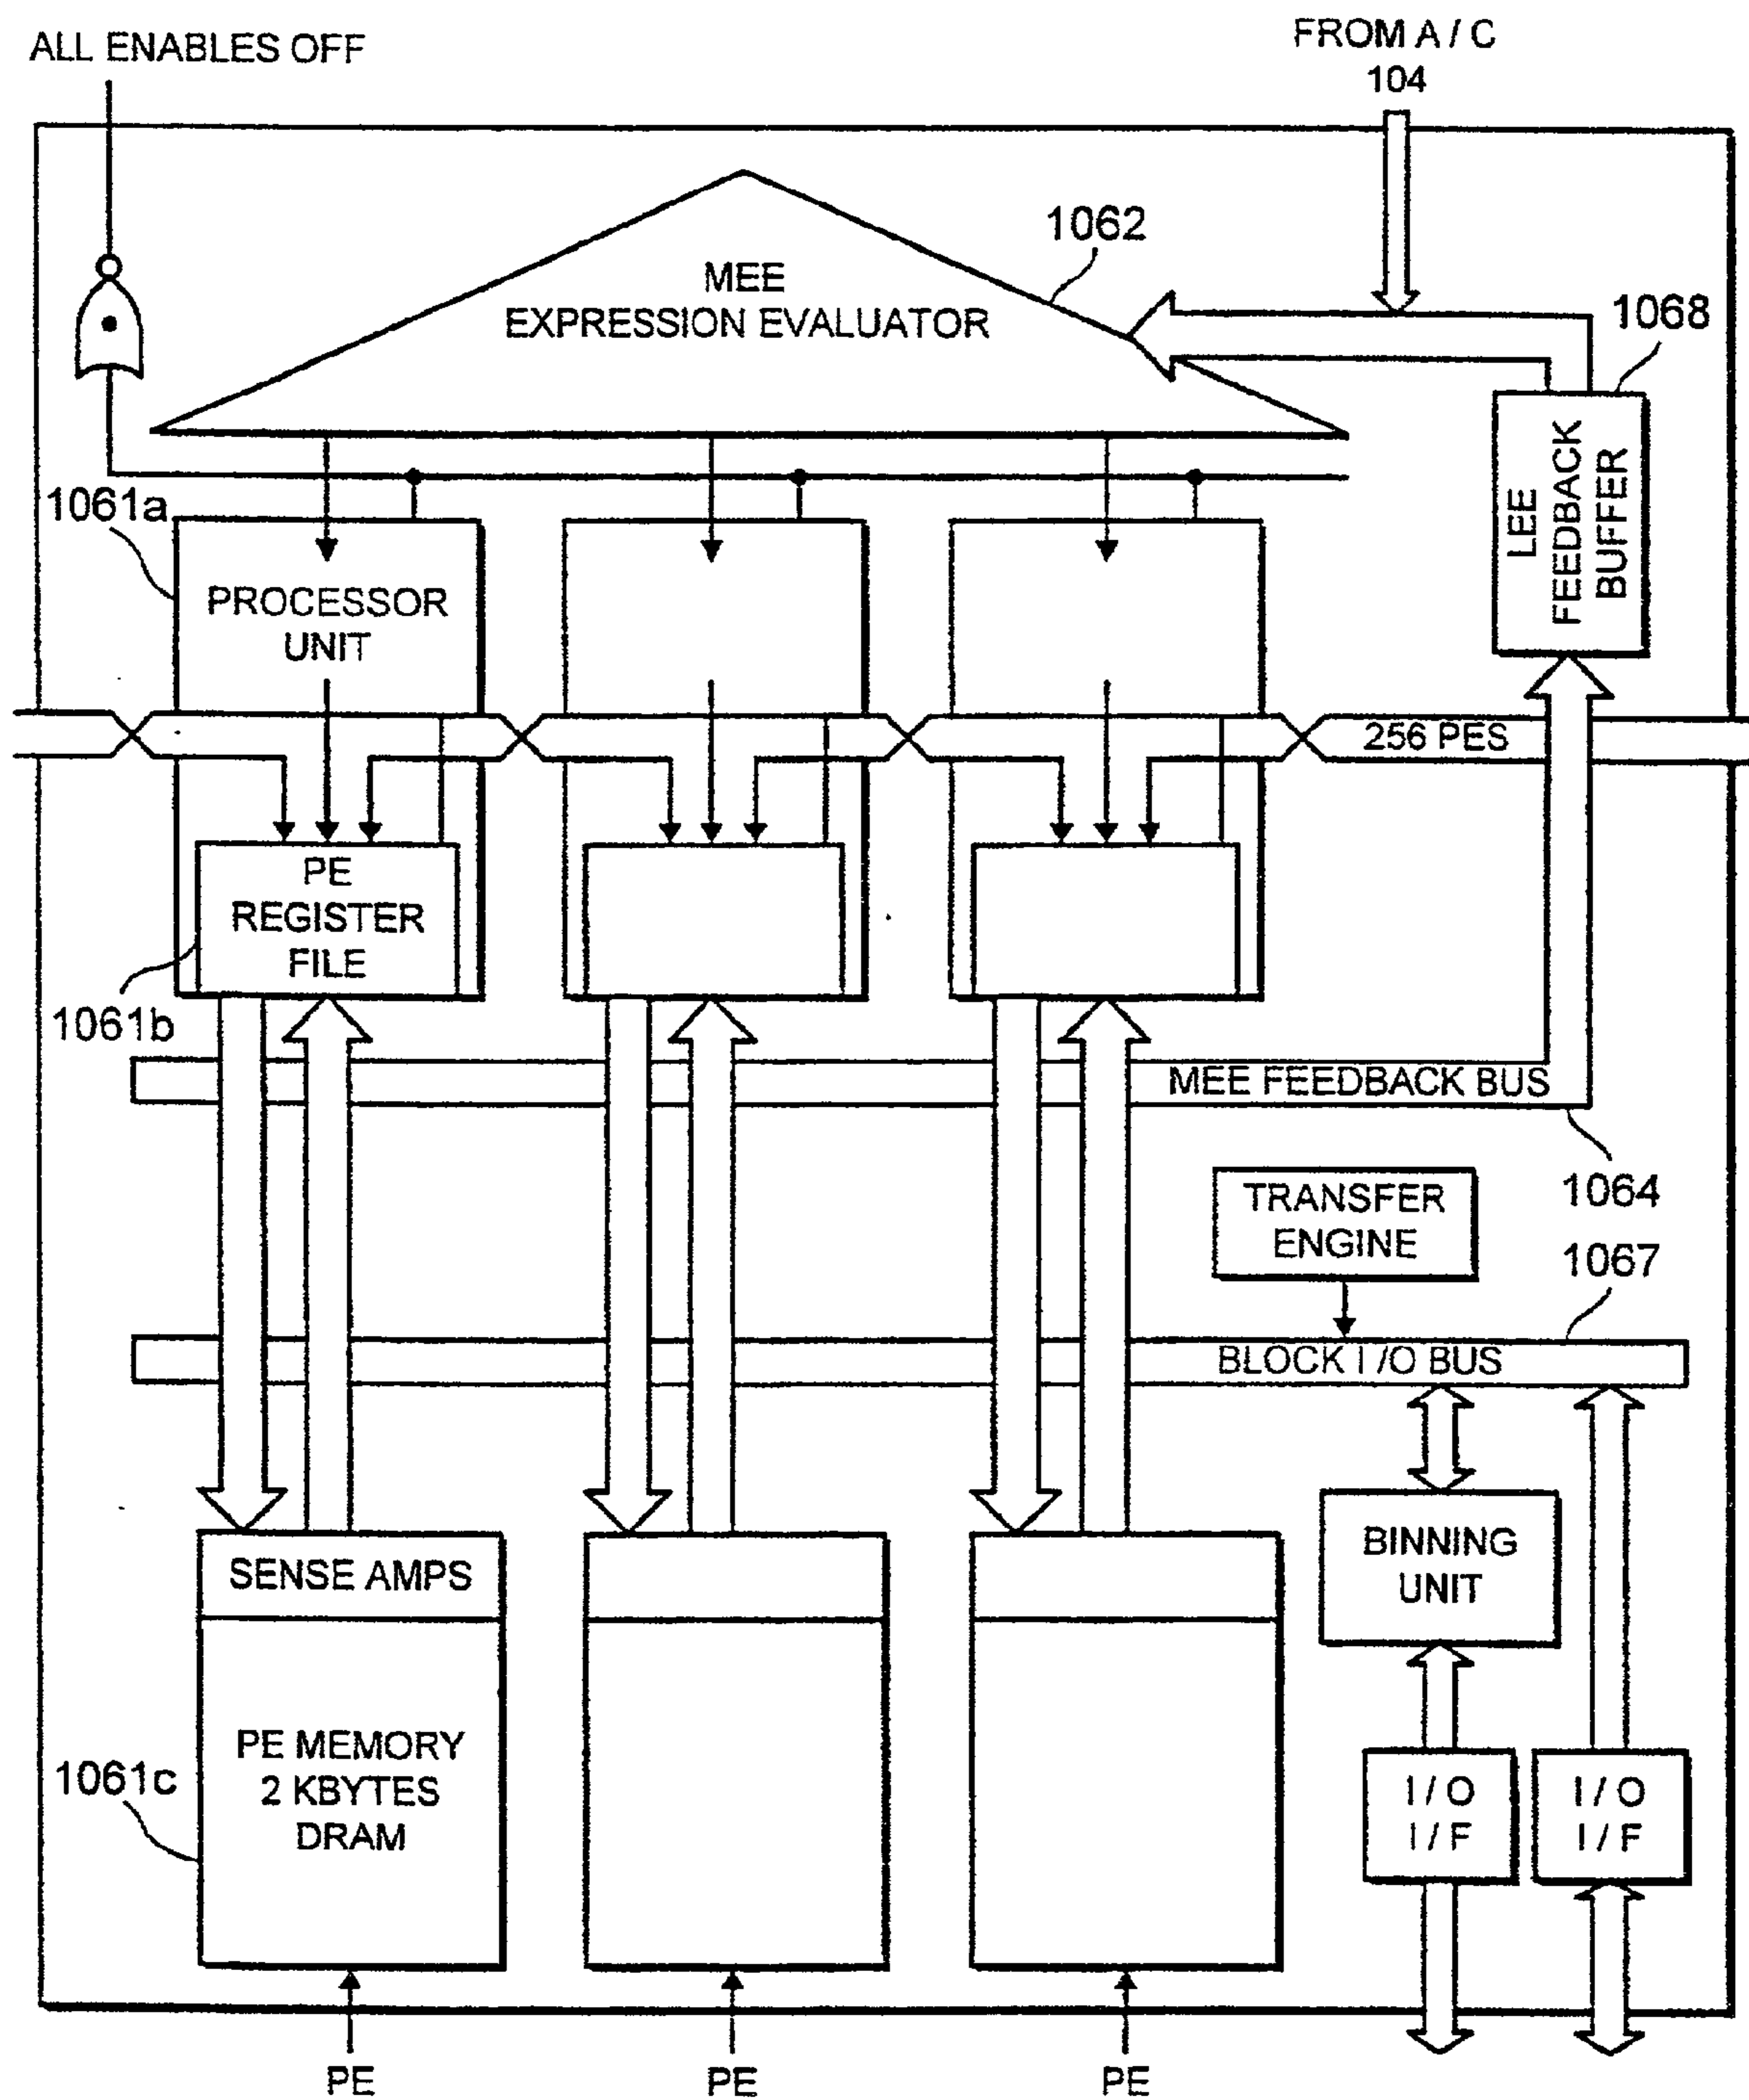 ALL ENABLES OFF
FROM A / C
104
1062
MEE
EXPRESSION EVALUATOR
1068
LEE
FEEDBACK
BUFFER
1061a
PROCESSOR
UNIT
256 PES
PE
REGISTER
FILE
1061b
MEE FEEDBACK BUS
1064
TRANSFER
ENGINE
1067
BLOCK I / O BUS
SENSE AMPS
BINNING
UNIT
PE MEMORY
2 KBYTES
DRAM
1061c
I / O
I / F
I / O
I / F
PE
PE
PE